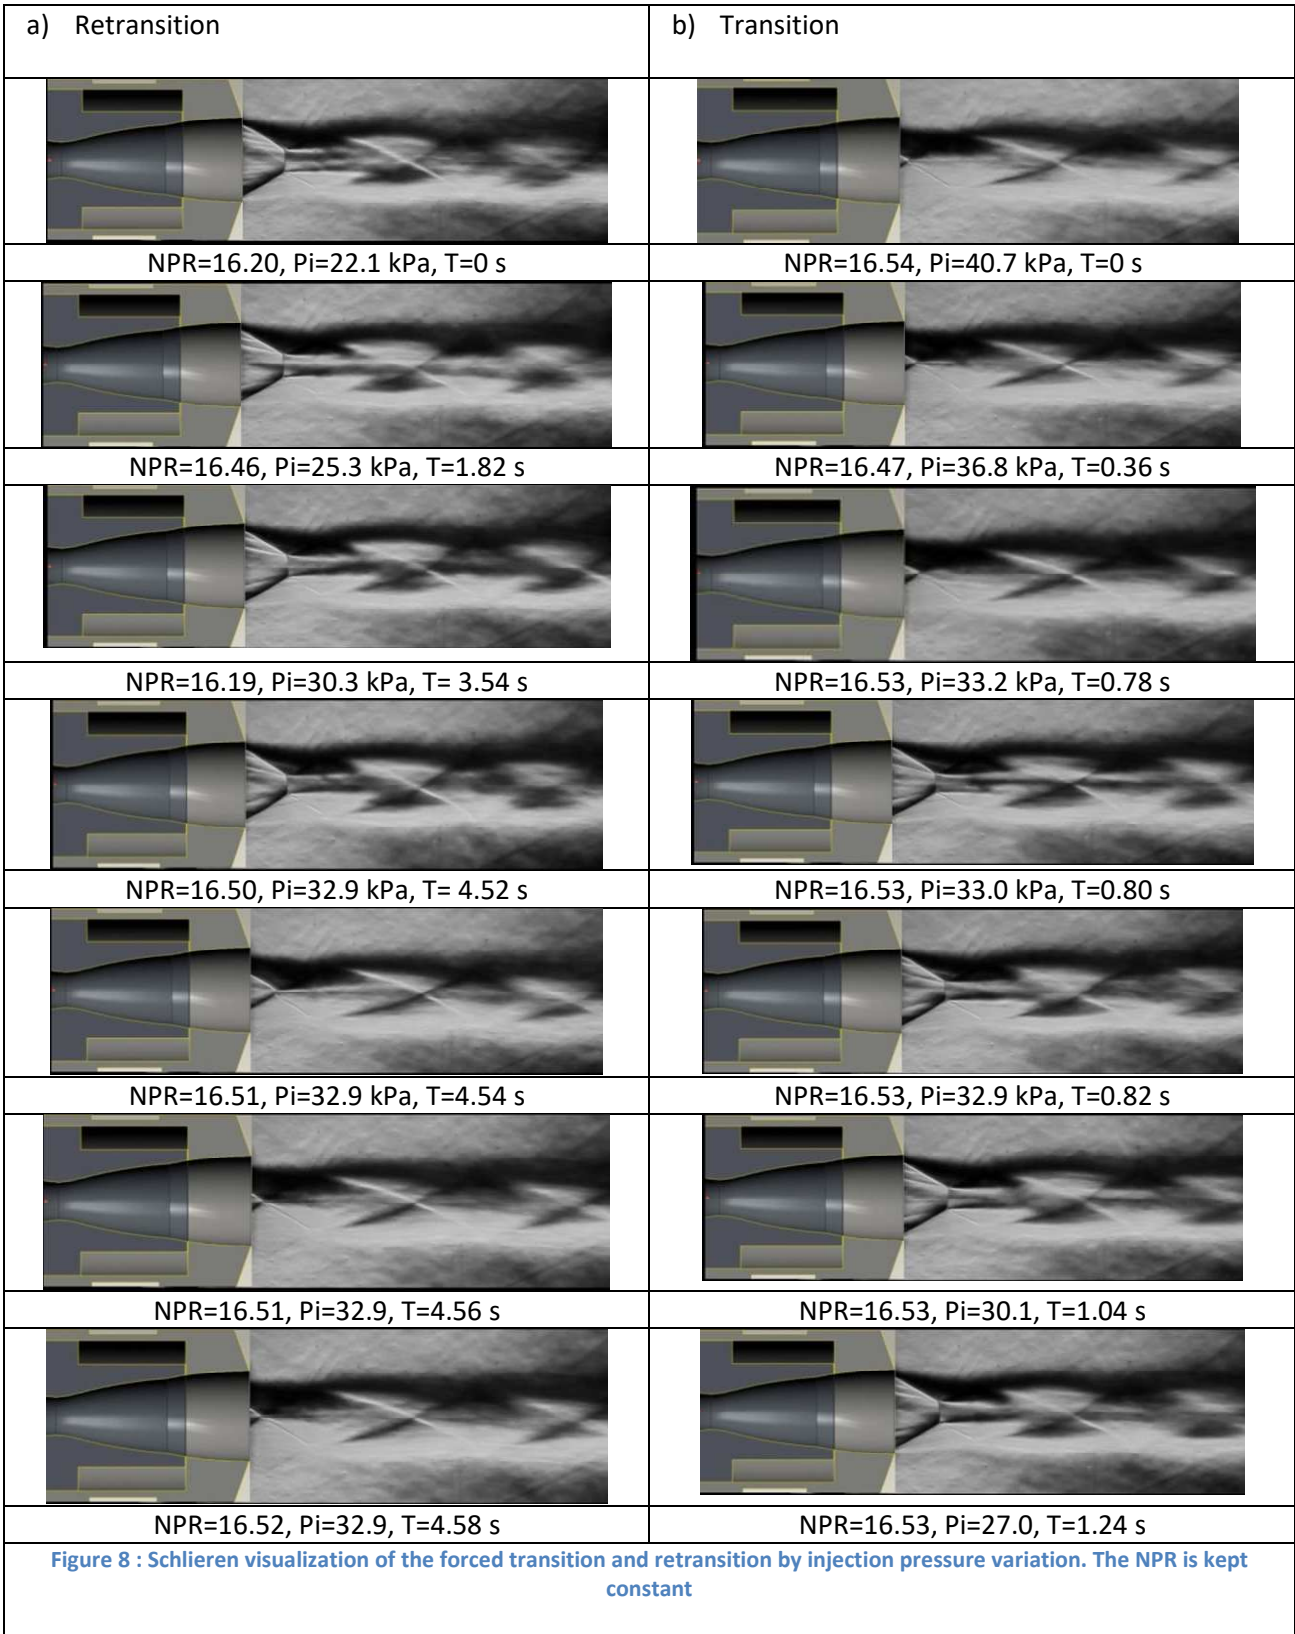 a) Retransition
b) Transition
NPR=16.20, Pi=22.1 kPa, T=0 s
NPR=16.54, Pi=40.7 kPa, T=0 s
NPR=16.46, Pi=25.3 kPa, T=1.82 s
NPR=16.47, Pi=36.8 kPa, T=0.36 s
NPR=16.19, Pi=30.3 kPa, T= 3.54 s
NPR=16.53, Pi=33.2 kPa, T=0.78 s
NPR=16.50, Pi=32.9 kPa, T= 4.52 s
NPR=16.53, Pi=33.0 kPa, T=0.80 s
NPR=16.51, Pi=32.9 kPa, T=4.54 s
NPR=16.53, Pi=32.9 kPa, T=0.82 s
NPR=16.51, Pi=32.9, T=4.56 s
NPR=16.53, Pi=30.1, T=1.04 s
NPR=16.52, Pi=32.9, T=4.58 s
NPR=16.53, Pi=27.0, T=1.24 s
Figure 8 : Schlieren visualization of the forced transition and retransition by injection pressure variation. The NPR is kept
constant